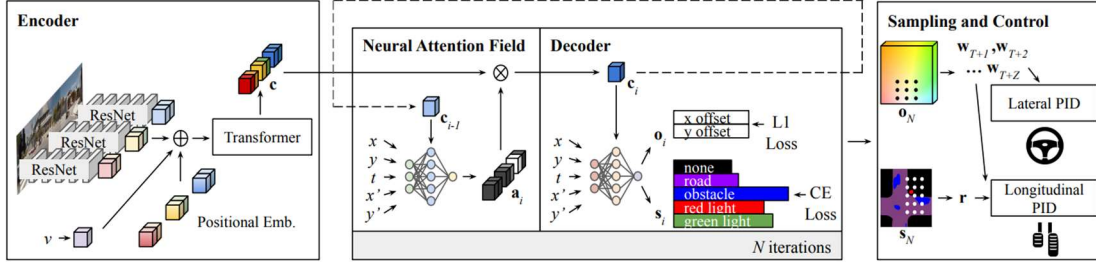 Encoder
ResNet
ResNet
ResNet
c
Transformer
Positional Emb.
v
Neural Attention Field
c_{i-1}
x
y
t
x'
y'
a_i
Decoder
c_i
x
y
t
x'
y'
o_i
s_i
x offset
y offset
L1
Loss
none
road
obstacle
red light
green light
CE
Loss
N iterations
Sampling and Control
w_{T+1}, w_{T+2}
... w_{T+Z}
o_N
Lateral PID
s_N
r
Longitudinal
PID